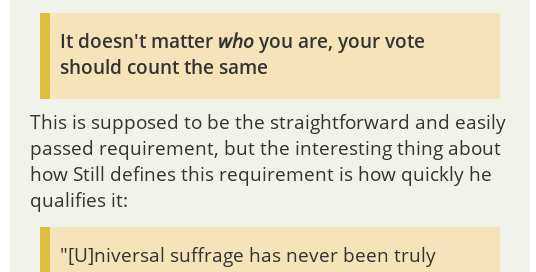 It doesn't matter who you are, your vote
should count the same
This is supposed to be the straightforward and easily
passed requirement, but the interesting thing about
how Still defines this requirement is how quickly he
qualifies it:
"[U]niversal suffrage has never been truly